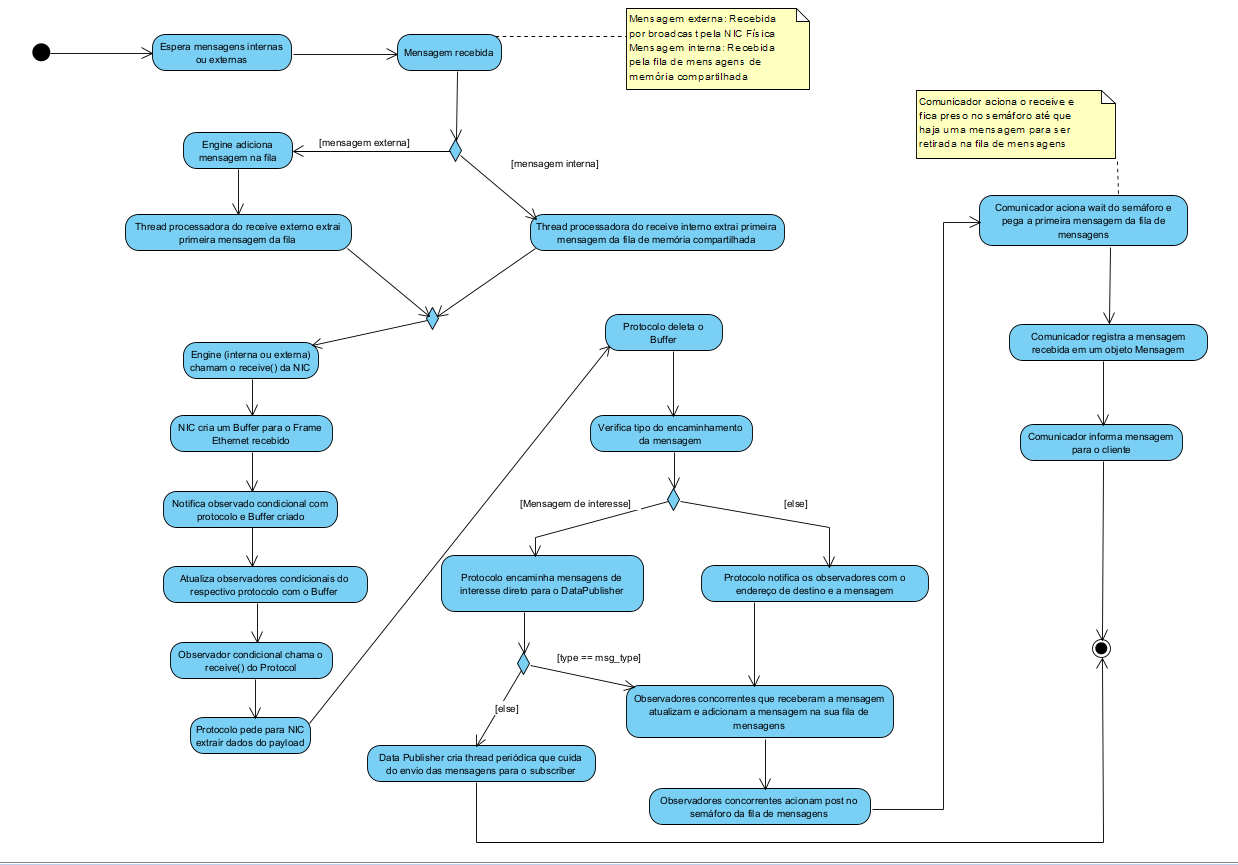 Espera mensagens internas
ou externas
Mensagem recebida
Mensagem externa: Recebida
por broadcast pela NIC Física
Mensagem interna: Recebida
pela fila de mensagens de
memória compartilhada
Engine adiciona
mensagem na fila
[mensagem externa]
[mensagem interna]
Thread processadora do receive externo extrai
primeira mensagem da fila
Thread processadora do receive interno extrai primeira
mensagem da fila de memória compartilhada
Engine (interna ou externa)
chamam o receive() da NIC
NIC cria um Buffer para o Frame
Ethernet recebido
Notifica observado condicional com
protocolo e Buffer criado
Atualiza observadores condicionais do
respectivo protocolo com o Buffer
Observador condicional chama o
receive() do Protocol
Protocolo pede para NIC
extrair dados do payload
Protocolo deleta o
Buffer
Verifica tipo do encaminhamento
da mensagem
[Mensagem de interesse]
[else]
Protocolo encaminha mensagens de
interesse direto para o DataPublisher
Protocolo notifica os observadores com o
endereço de destino e a mensagem
[type == msg_type]
[else]
Observadores concorrentes que receberam a mensagem
atualizam e adicionam a mensagem na sua fila de
mensagens
Data Publisher cria thread periódica que cuida
do envio das mensagens para o subscriber
Observadores concorrentes acionam post no
semáforo da fila de mensagens
Comunicador aciona o receive e
fica preso no semáforo até que
haja uma mensagem para ser
retirada na fila de mensagens
Comunicador aciona wait do semáforo e
pega a primeira mensagem da fila de
mensagens
Comunicador registra a mensagem
recebida em um objeto Mensagem
Comunicador informa mensagem
para o cliente